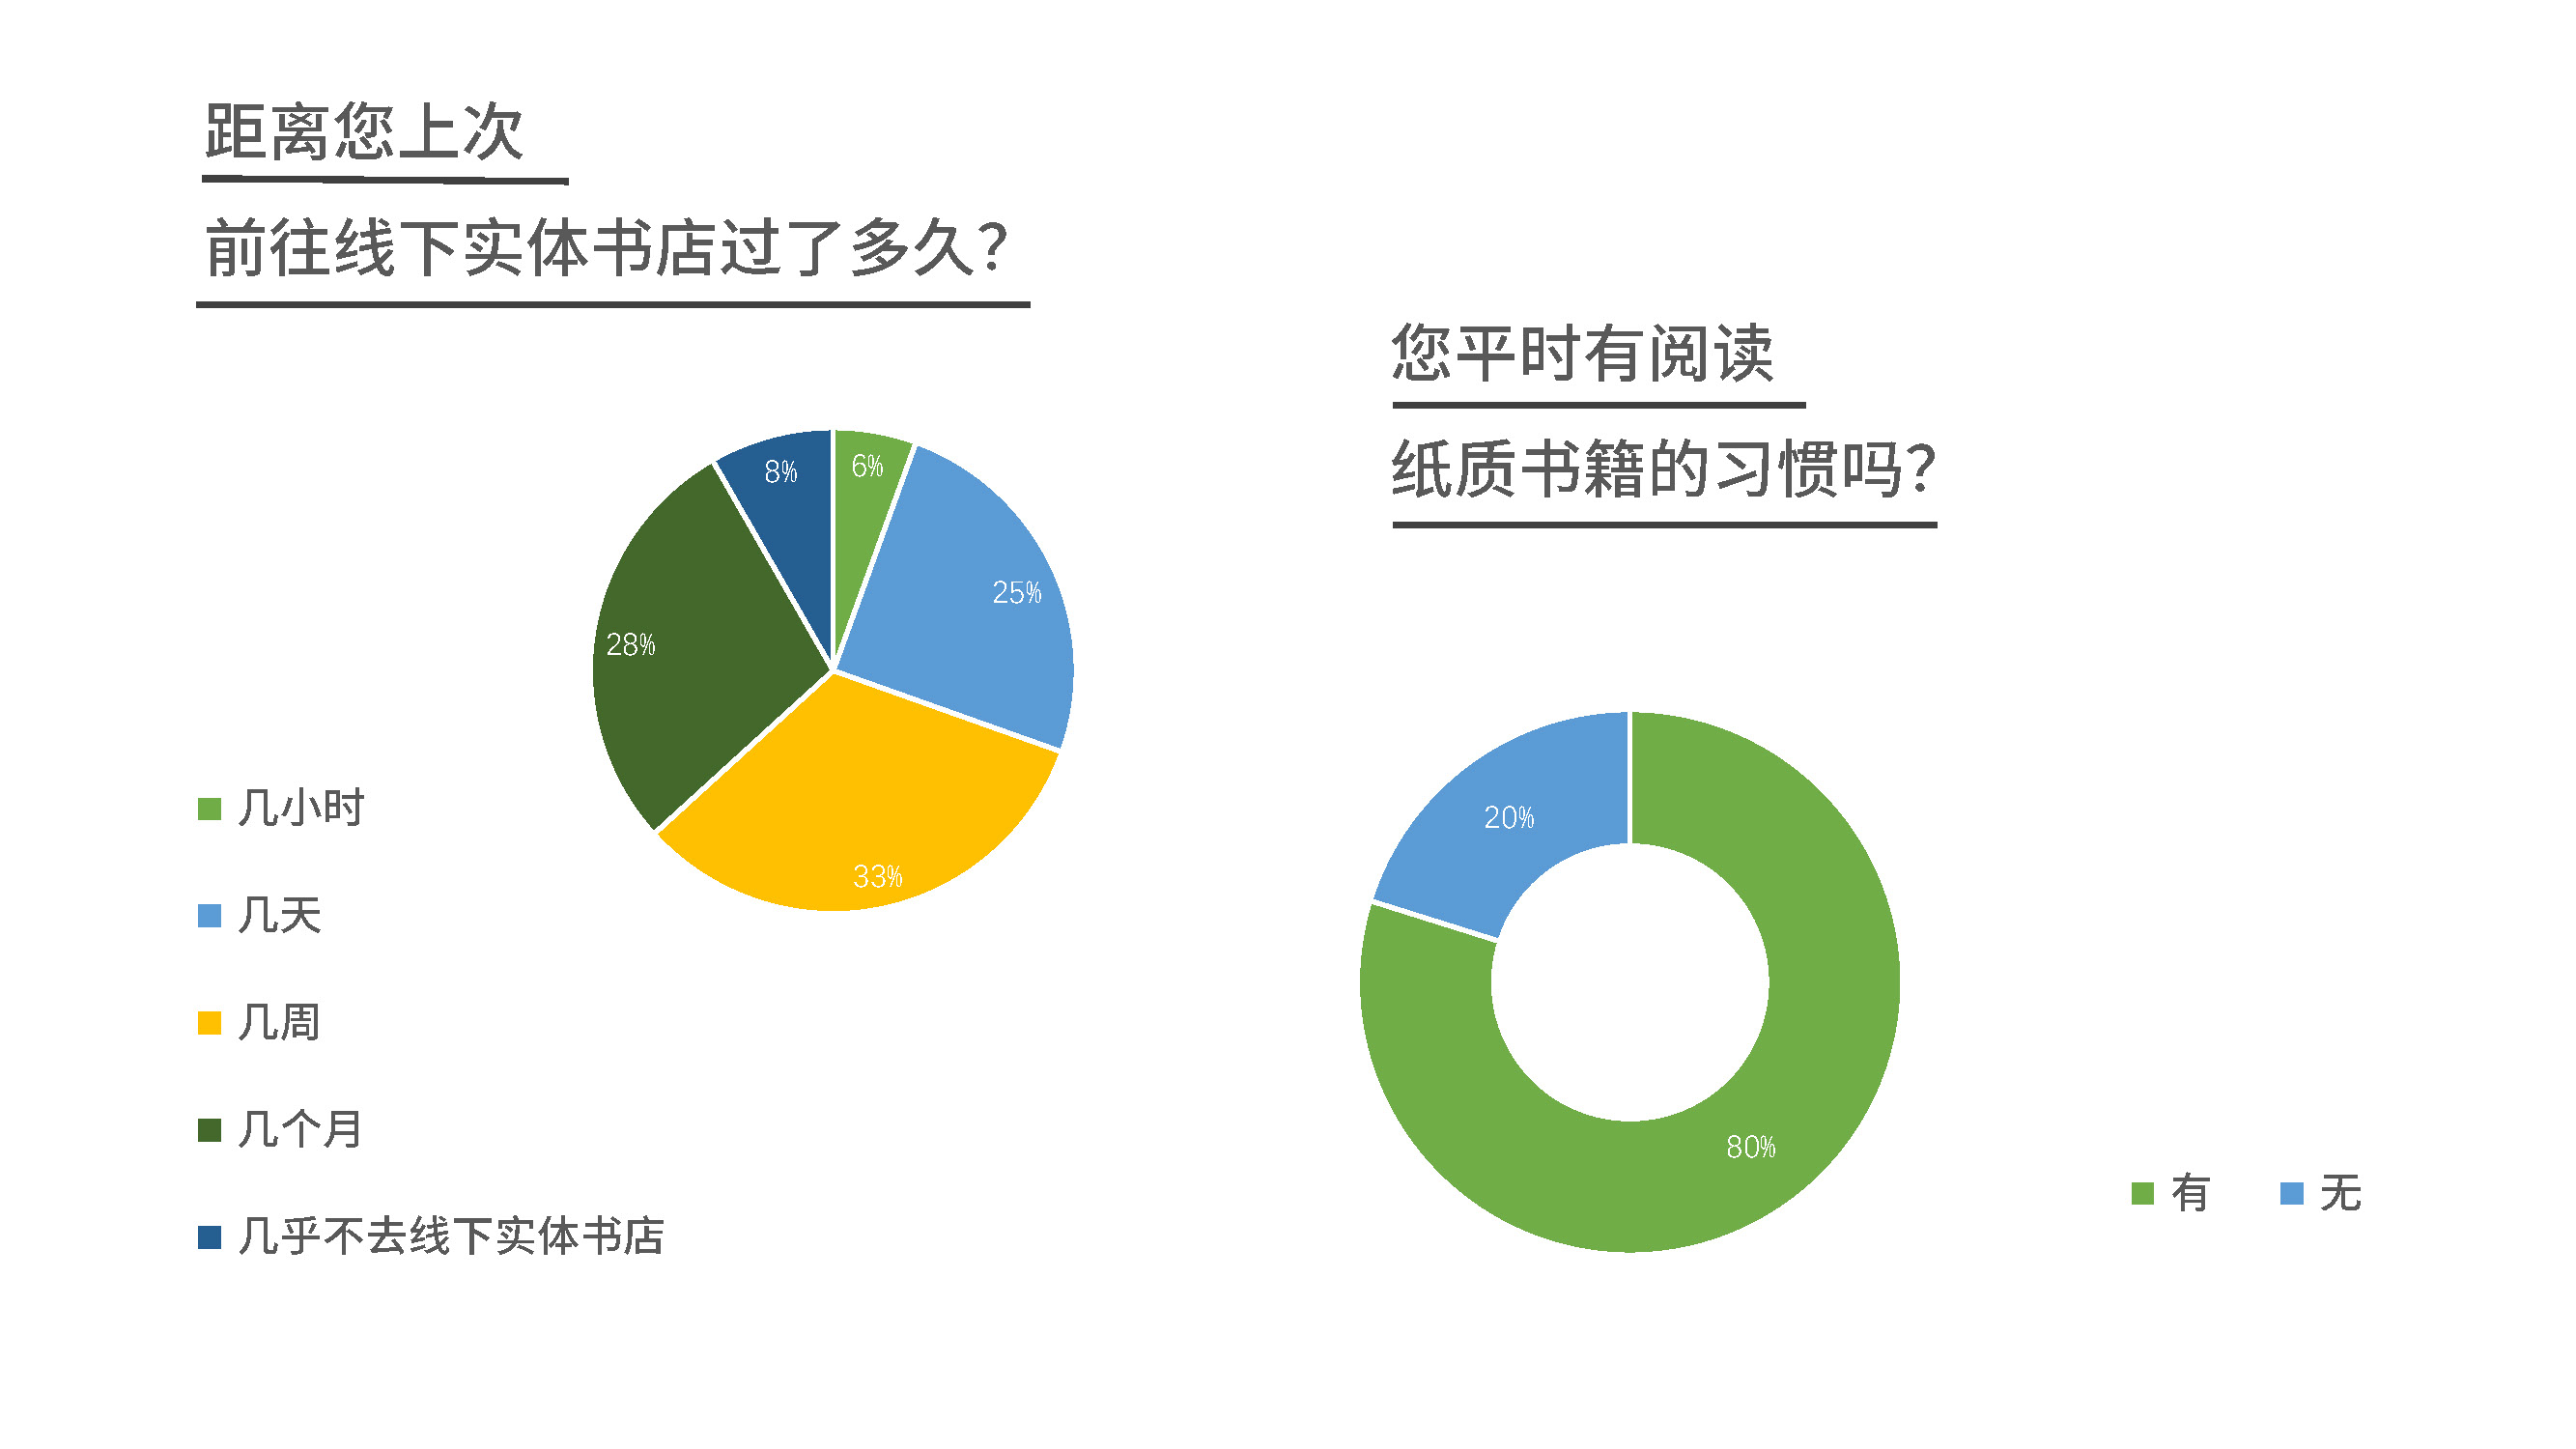 距离您上次
前往线下实体书店过了多久？
8%
6%
25%
28%
33%
几小时
几天
几周
几个月
几乎不去线下实体书店
您平时有阅读
纸质书籍的习惯吗？
20%
80%
有 无